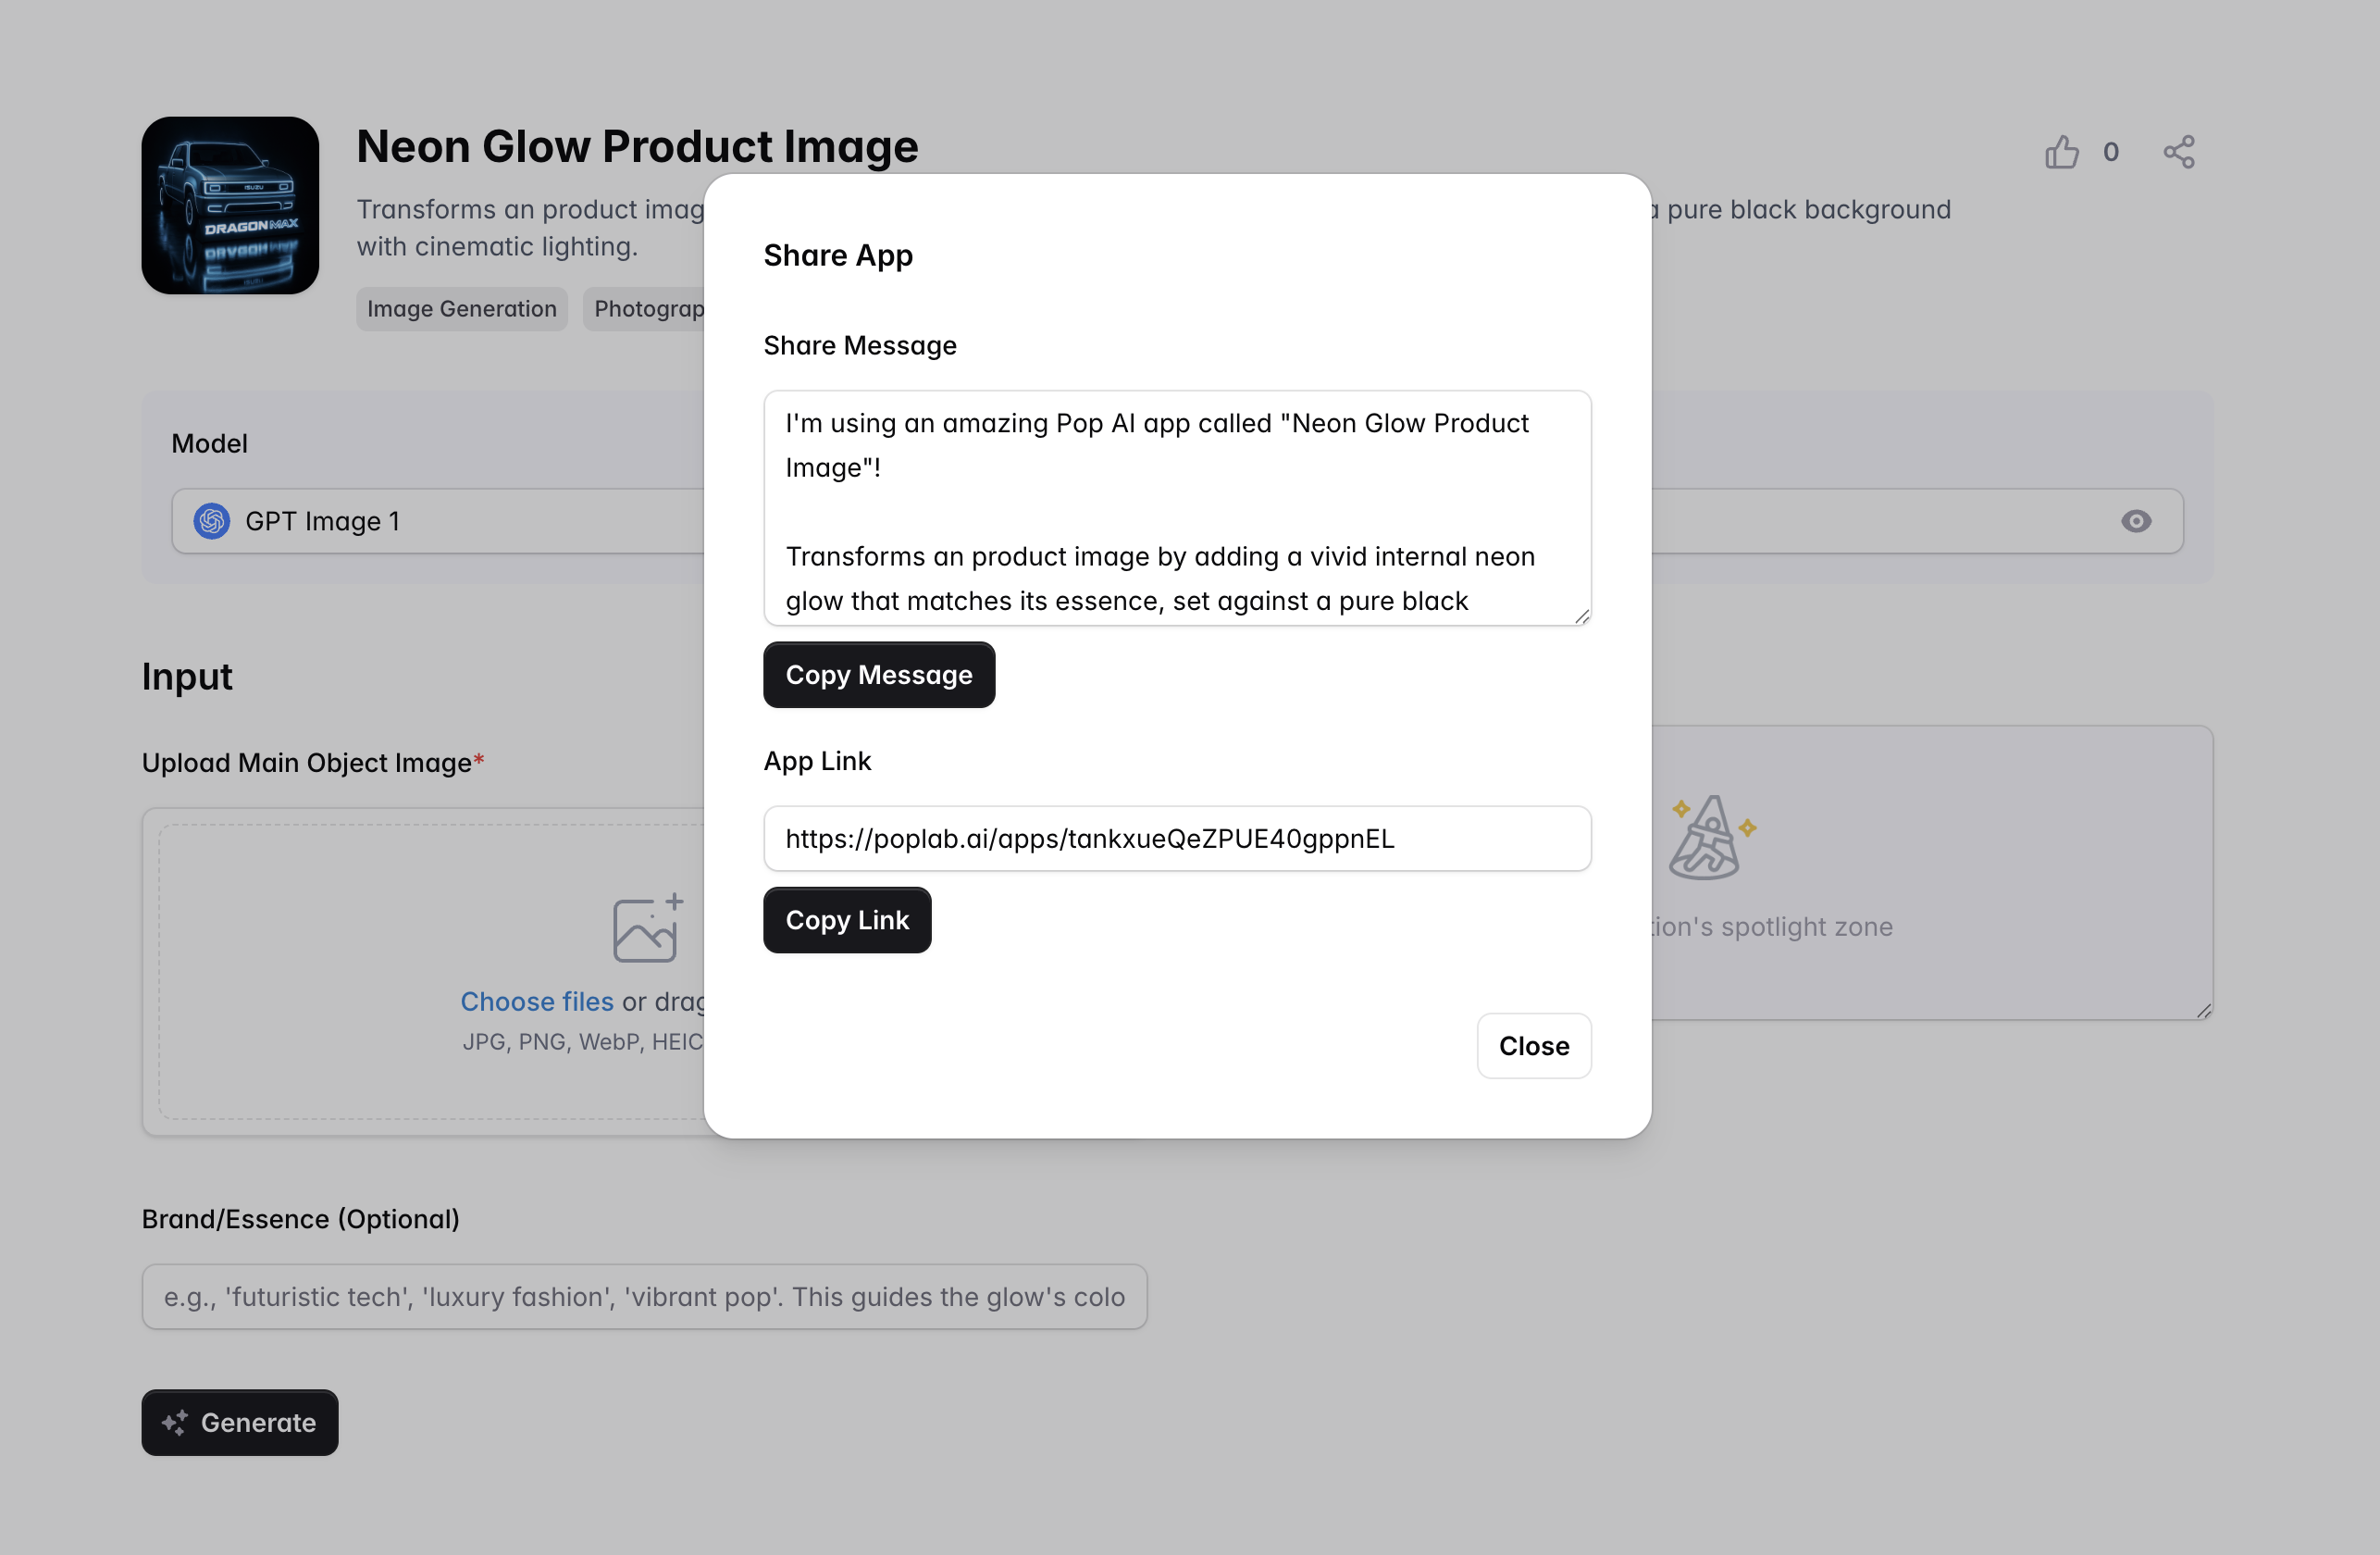 Neon Glow Product Image
0
Transforms an product imag
a pure black background
with cinematic lighting.
Image Generation
Photograp
ISUZU
DRAGON MAX
Model
GPT Image 1
Input
Upload Main Object Image*
Choose files or drag
JPG, PNG, WebP, HEIC
tion's spotlight zone
Brand/Essence (Optional)
e.g., 'futuristic tech', 'luxury fashion', 'vibrant pop'. This guides the glow's colo
Generate
Share App
Share Message
I'm using an amazing Pop AI app called "Neon Glow Product
Image"!
Transforms an product image by adding a vivid internal neon
glow that matches its essence, set against a pure black
Copy Message
App Link
https://poplab.ai/apps/tankxueQeZPUE40gppnEL
Copy Link
Close